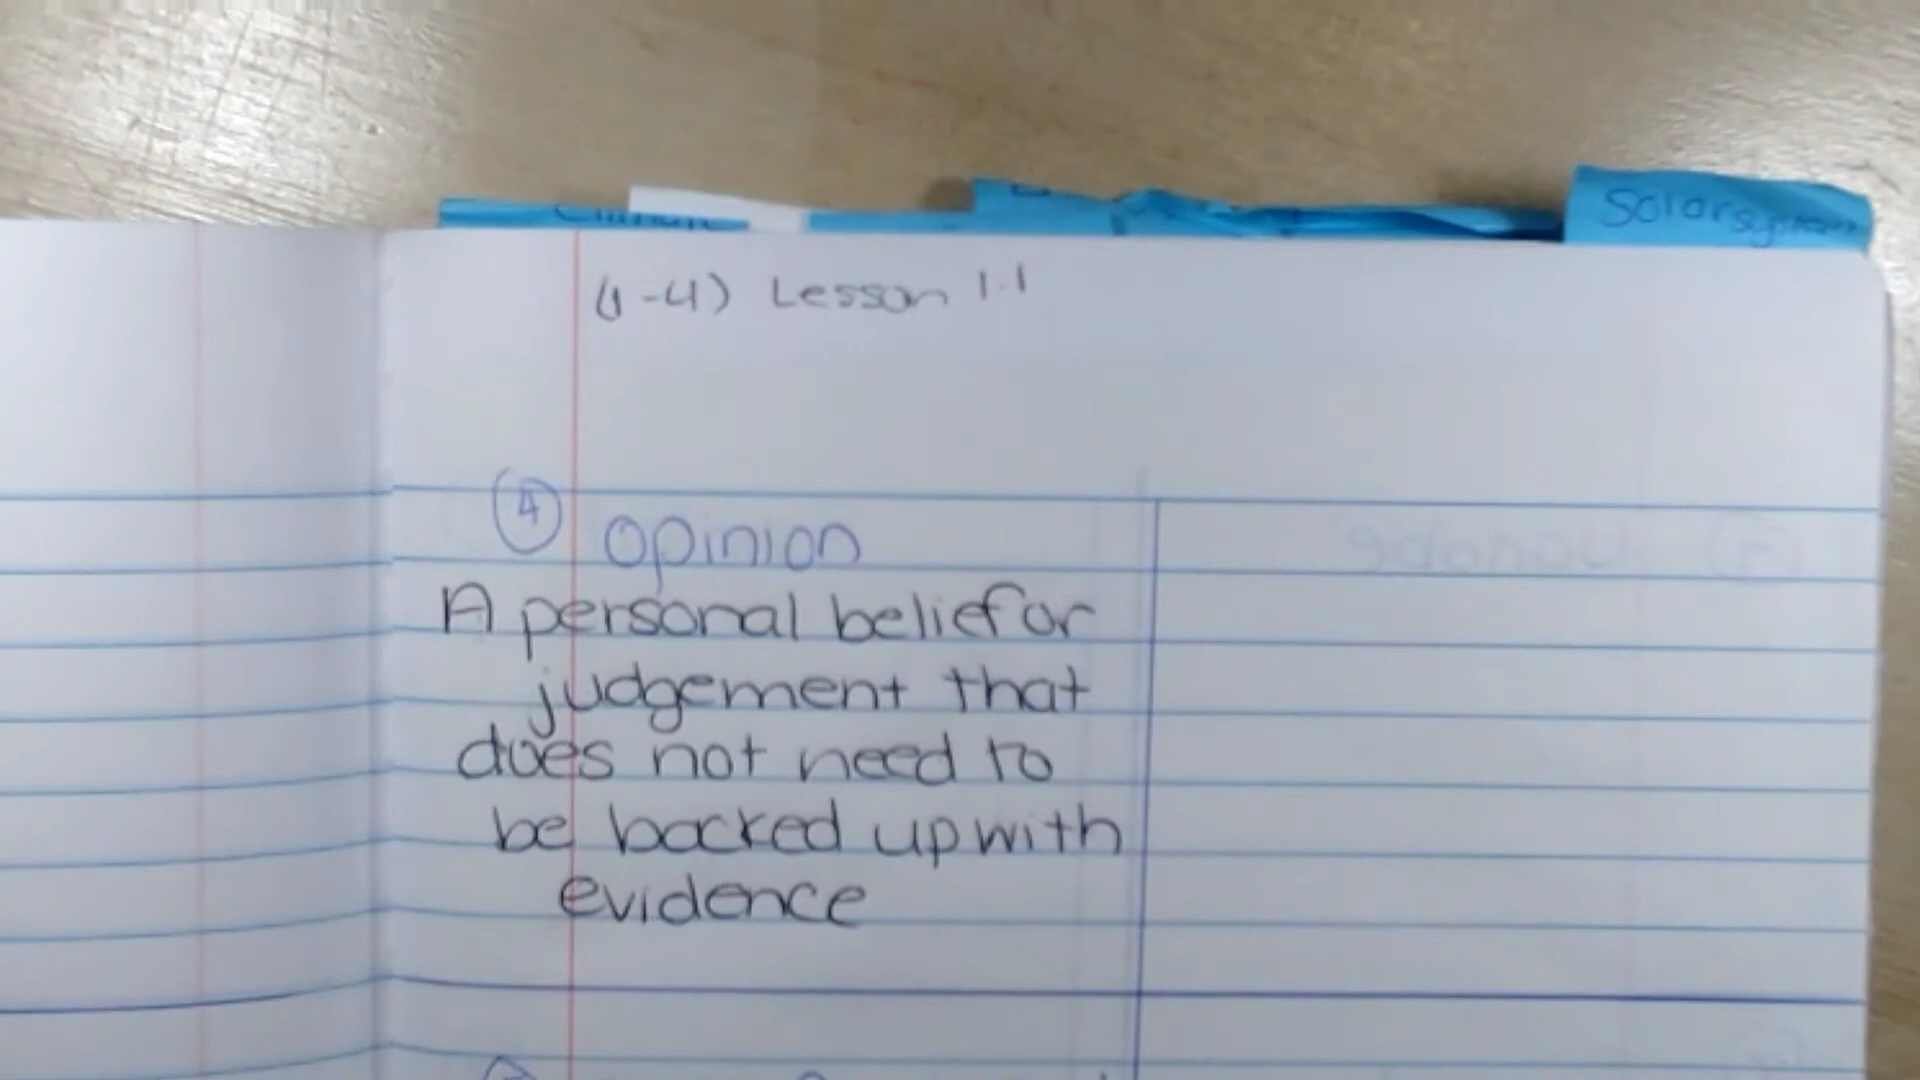 Solarsystem
(1-4) Lesson 1.1
4 Opinion
A personal belief or
judgement that
does not need to
be backed up with
evidence